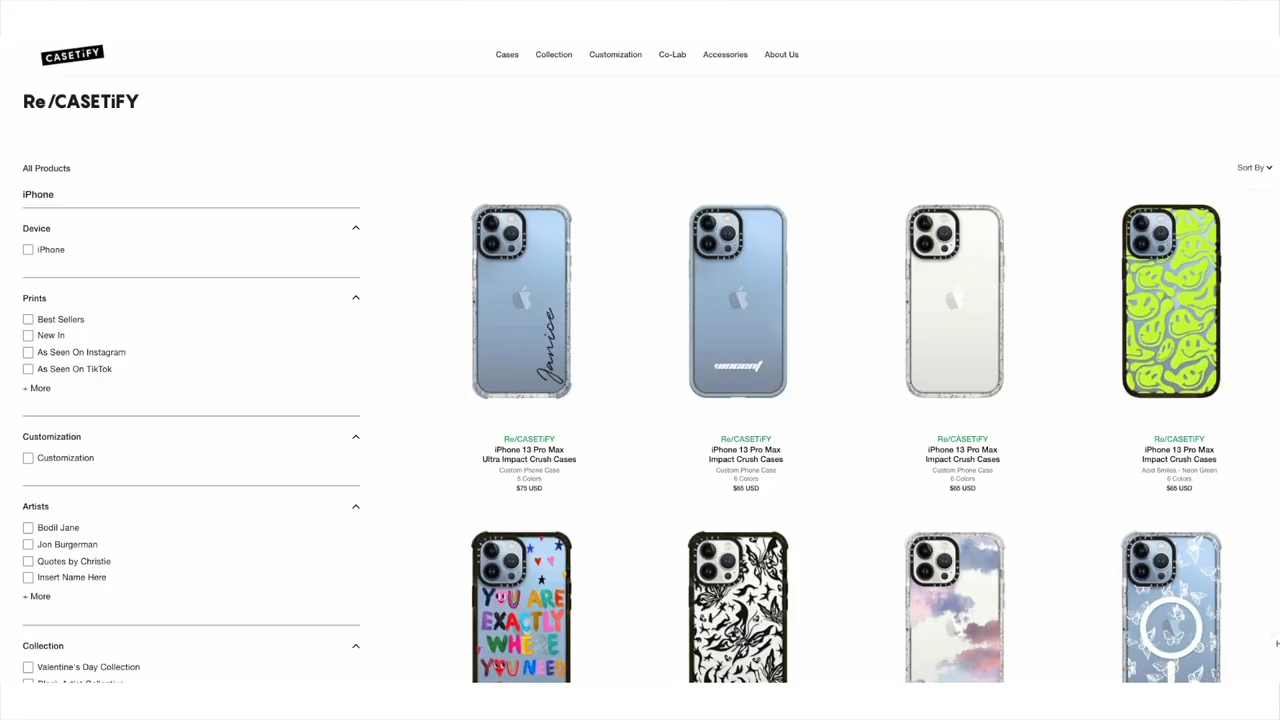 CASETiFY
Cases Collection Customization Co-Lab Accessories About Us
Re/CASETiFY
All Products
Sort By
iPhone
Device
iPhone
Prints
Best Sellers
New In
As Seen On Instagram
As Seen On TikTok
+ More
Customization
Customization
Artists
Bodil Jane
Jon Burgerman
Quotes by Christie
Insert Name Here
+ More
Collection
Valentine's Day Collection
Black Artist Collective
Janice
Re/CASETiFY
iPhone 13 Pro Max
Ultra Impact Crush Cases
Custom Phone Case
5 Colors
$75 USD
VINCENT
Re/CASETiFY
iPhone 13 Pro Max
Impact Crush Cases
Custom Phone Case
6 Colors
$65 USD
Re/CASETiFY
iPhone 13 Pro Max
Impact Crush Cases
Custom Phone Case
6 Colors
$65 USD
Re/CASETiFY
iPhone 13 Pro Max
Impact Crush Cases
Acid Smiles - Neon Green
6 Colors
$65 USD
YOU ARE
EXACTLY
WHERE
YOU NEED
H